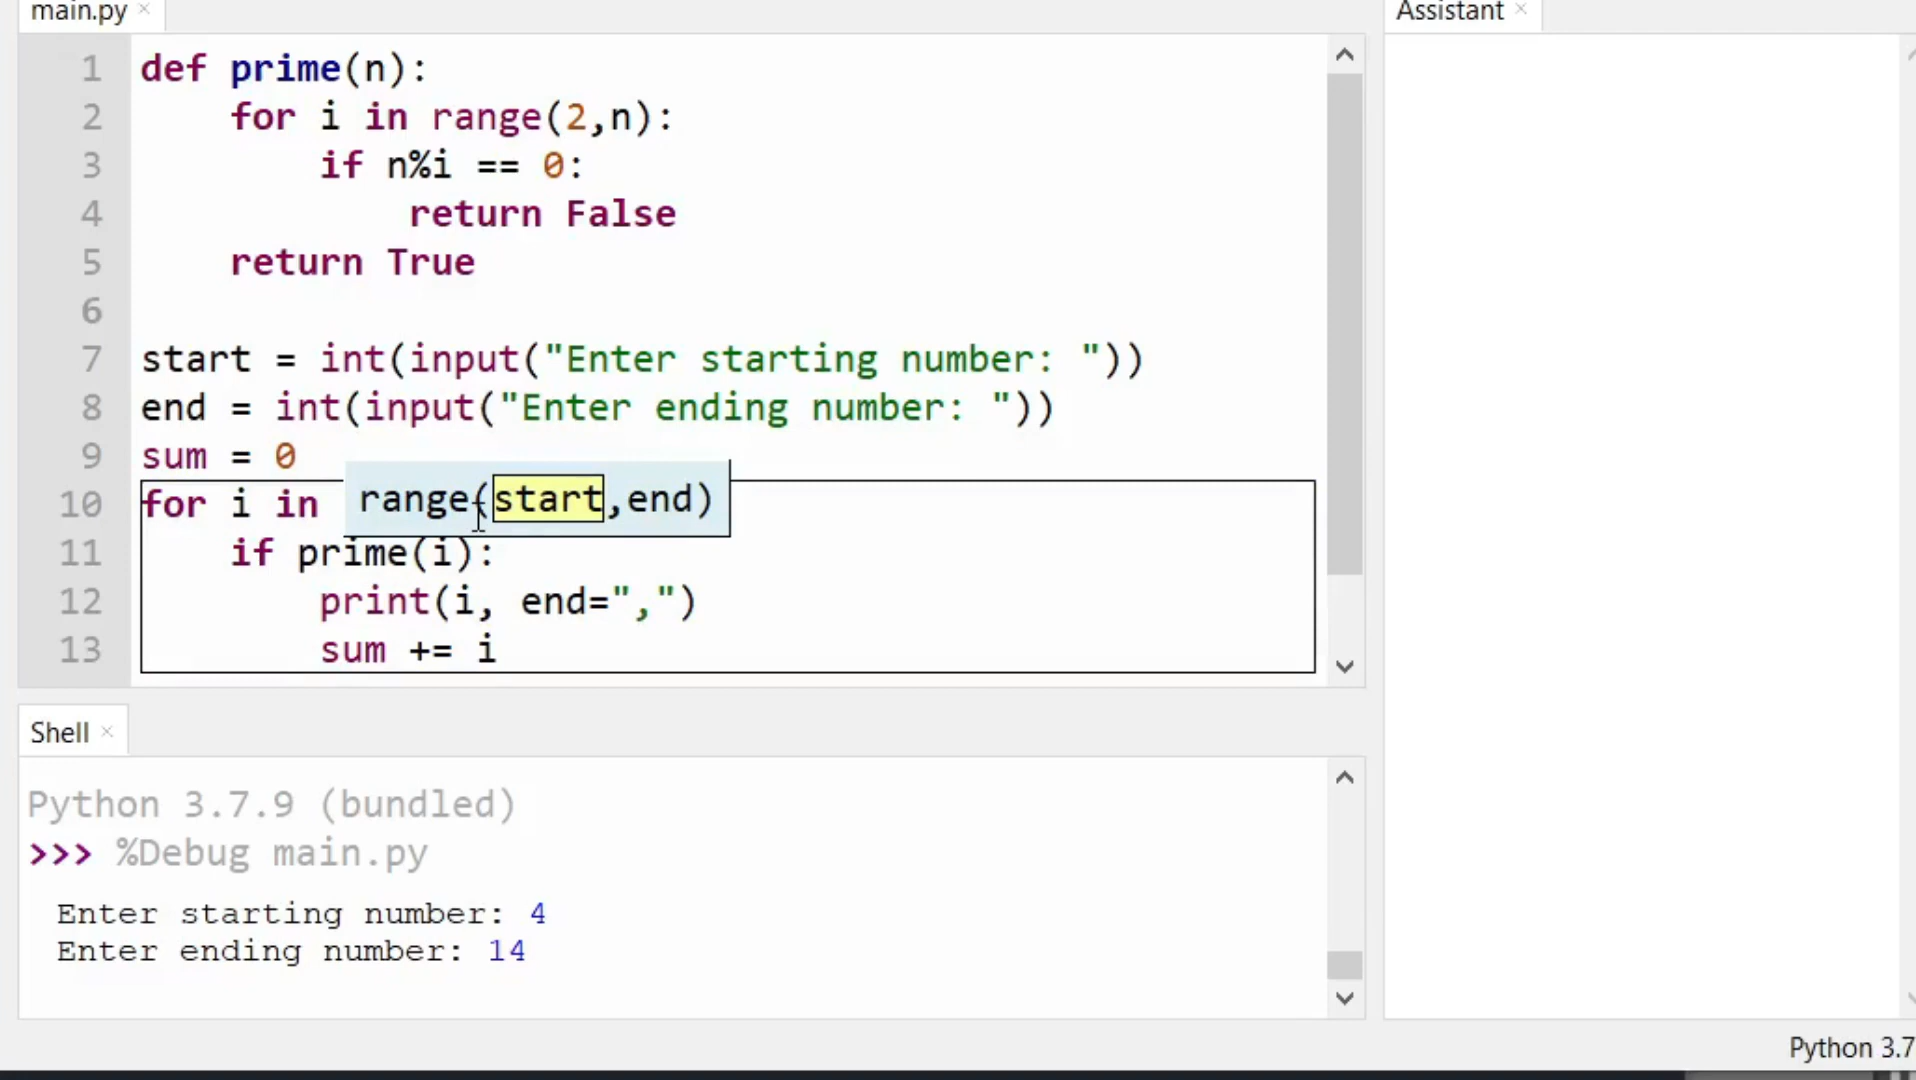 main.py ×
Assistant ×
1 def prime(n):
2     for i in range(2,n):
3         if n%i == 0:
4             return False
5     return True
6
7 start = int(input("Enter starting number: "))
8 end = int(input("Enter ending number: "))
9 sum = 0
10 for i in range(start,end)
11     if prime(i):
12         print(i, end=",")
13         sum += i
Shell ×
Python 3.7.9 (bundled)
>>> %Debug main.py
Enter starting number: 4
Enter ending number: 14
Python 3.7